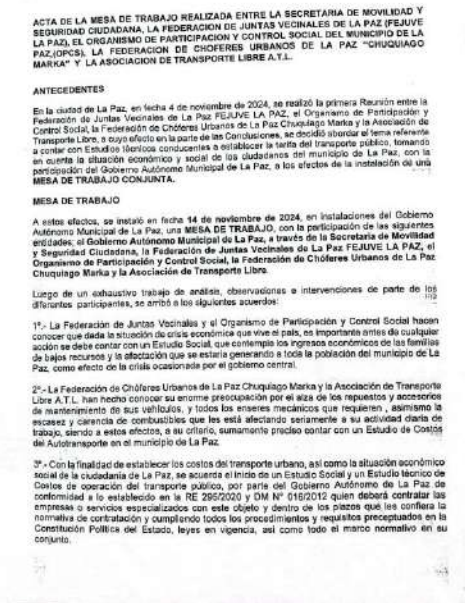 ACTA DE LA MESA DE TRABAJO REALIZADA ENTRE LA SECRETARIA DE MOVILIDAD Y
SEGURIDAD CIUDADANA, LA FEDERACION DE JUNTAS VECINALES DE LA PAZ (FEJUVE
LA PAZ), EL ORGANISMO DE PARTICIPACION Y CONTROL SOCIAL DEL MUNICIPIO DE LA
PAZ,(OPCS), LA FEDERACION DE CHOFERES URBANOS DE LA PAZ "CHUQUIAGO
MARKA" Y LA ASOCIACION DE TRANSPORTE LIBRE A.T.L.
ANTECEDENTES
En la ciudad de La Paz, en fecha 4 de noviembre de 2024, se realizó la primera Reunión entre la
Federación de Juntas Vecinales de La Paz FEJUVE LA PAZ, el Organismo de Participación y
Control Social, la Federación de Chóferes Urbanos de La Paz Chuquiago Marka y la Asociación de
Transporte Libre, a cuyo efecto en la parte de las Conclusiones, se decidió abordar el tema referente
a contar con Estudios técnicos conducentes a establecer la tarifa del transporte público, tomando
en cuenta la situación económico y social de los ciudadanos del municipio de La Paz, con la
participación del Gobierno Autónomo Municipal de La Paz, a los efectos de la instalación de una
MESA DE TRABAJO CONJUNTA.
MESA DE TRABAJO
A estos efectos, se instaló en fecha 14 de noviembre de 2024, en instalaciones del Gobierno
Autónomo Municipal de La Paz, una MESA DE TRABAJO, con la participación de las siguientes
entidades: el Gobierno Autónomo Municipal de La Paz, a través de la Secretaria de Movilidad
y Seguridad Ciudadana, la Federación de Juntas Vecinales de La Paz FEJUVE LA PAZ, el
Organismo de Participación y Control Social, la Federación de Chóferes Urbanos de La Paz
Chuquiago Marka y la Asociación de Transporte Libre.
Luego de un exhaustivo trabajo de análisis, observaciones e intervenciones de parte de los
diferentes participantes, se arribó a los siguientes acuerdos:
1º.- La Federación de Juntas Vecinales y el Organismo de Participación y Control Social hacen
conocer que dada la situación de crisis económica que vive el país, es importante antes de cualquier
acción se debe contar con un Estudio Social, que contemple los ingresos económicos de las familias
de bajos recursos y la afectación que se estaría generando a toda la población del municipio de La
Paz, como efecto de la crisis ocasionada por el gobierno central.
2º.- La Federación de Chóferes Urbanos de La Paz Chuquiago Marka y la Asociación de Transporte
Libre A.T.L. han hecho conocer su enorme preocupación por el alza de los repuestos y accesorios
de mantenimiento de sus vehículos, y todos los enseres mecánicos que requieren , asimismo la
escasez y carencia de combustibles que les está afectando seriamente a su actividad diaria de
trabajo, siendo a estos efectos, a su criterio, sumamente preciso contar con un Estudio de Costos
del Autotransporte en el municipio de La Paz
3º.- Con la finalidad de establecer los costos del transporte urbano, así como la situación económico
social de la ciudadanía de La Paz, se acuerda el inicio de un Estudio Social y un Estudio técnico de
Costos de operación del transporte público, por parte del Gobierno Autónomo de La Paz de
conformidad a lo establecido en la RE 295/2020 y DM Nº 016/2012 quien deberá contratar las
empresas o servicios especializados con este objeto y dentro de los plazos que les confiera la
normativa de contratación y cumpliendo todos los procedimientos y requisitos preceptuados en la
Constitución Política del Estado, leyes en vigencia, así como todo el marco normativo en su
conjunto.